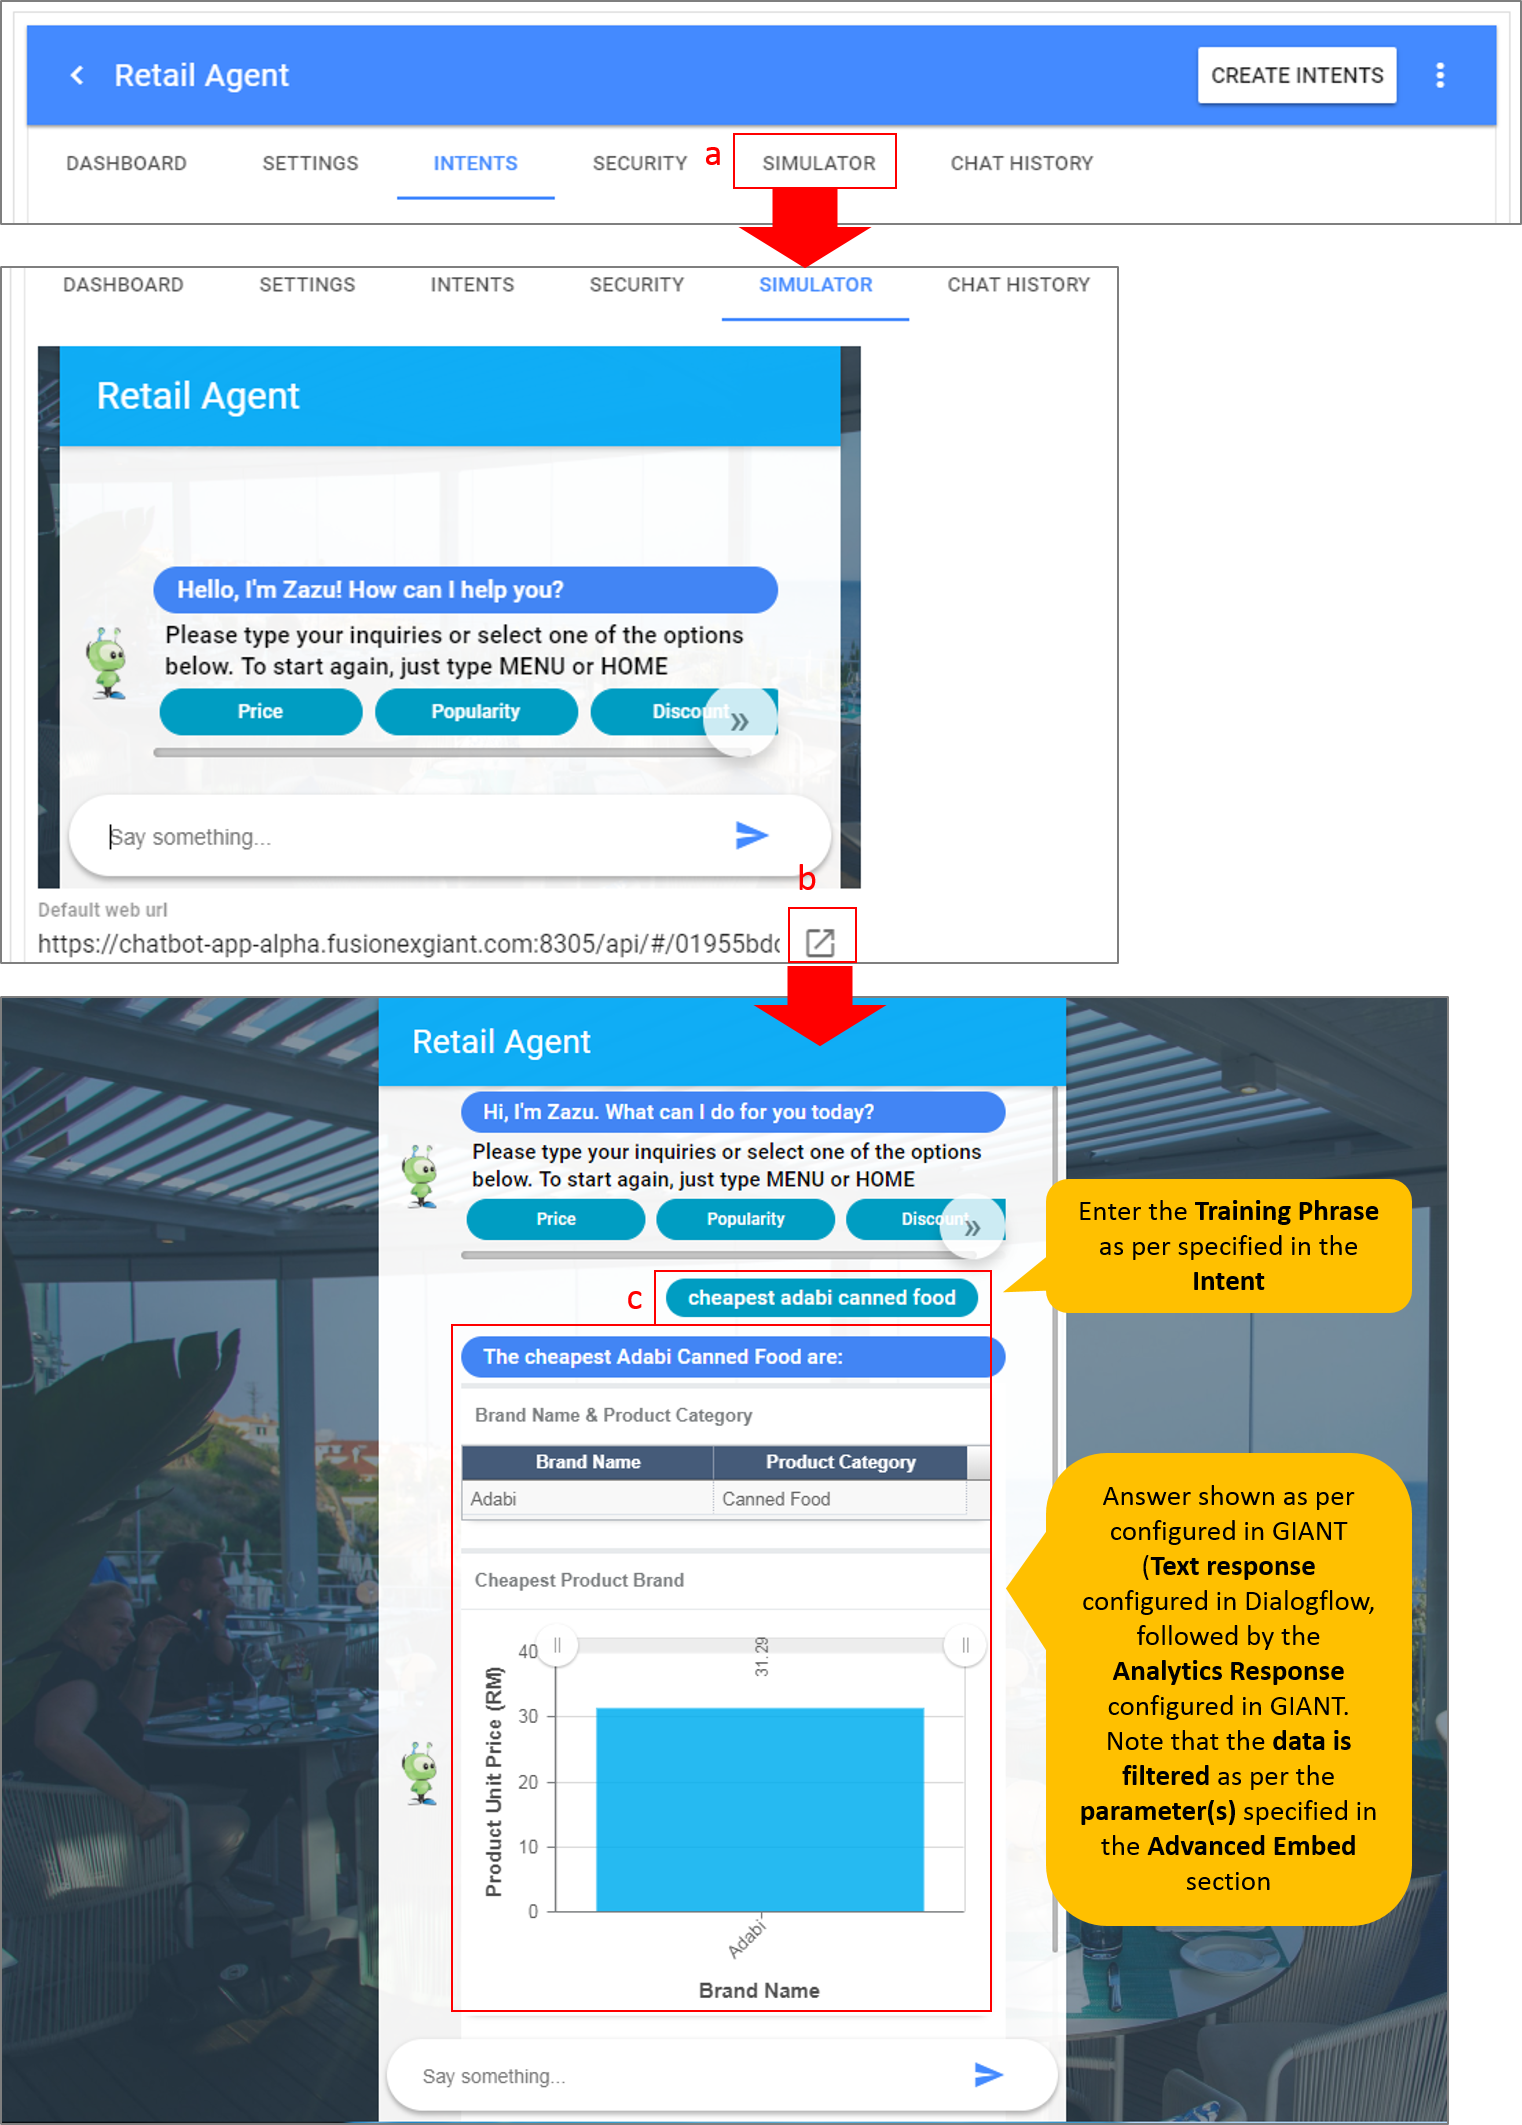 Retail Agent
CREATE INTENTS
DASHBOARD SETTINGS INTENTS SECURITY a SIMULATOR CHAT HISTORY
DASHBOARD SETTINGS INTENTS SECURITY SIMULATOR CHAT HISTORY
Retail Agent
Hello, I'm Zazu! How can I help you?
Please type your inquiries or select one of the options
below. To start again, just type MENU or HOME
Price Popularity Discount »
Say something...
b
Default web url
https://chatbot-app-alpha.fusionexgiant.com:8305/api/#/01955bdc
Retail Agent
Hi, I'm Zazu. What can I do for you today?
Please type your inquiries or select one of the options
below. To start again, just type MENU or HOME
Price Popularity Discount »
Enter the Training Phrase
as per specified in the
Intent
c cheapest adabi canned food
The cheapest Adabi Canned Food are:
Brand Name & Product Category
Brand Name Product Category
Adabi Canned Food
Cheapest Product Brand
40
30
20
10
0
31.29
Product Unit Price (RM)
Adabi
Brand Name
Answer shown as per
configured in GIANT
(Text response
configured in Dialogflow,
followed by the
Analytics Response
configured in GIANT.
Note that the data is
filtered as per the
parameter(s) specified in
the Advanced Embed
section
Say something...